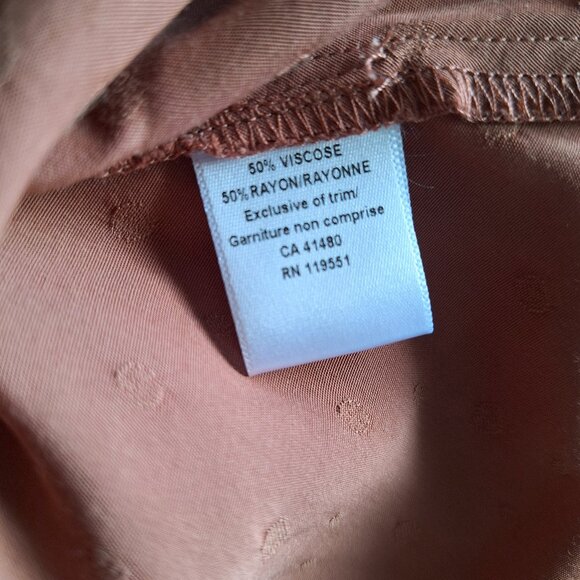 50% VISCOSE
50%RAYON/RAYONNE
Exclusive of trim/
Garniture non comprise
CA 41480
RN 119551